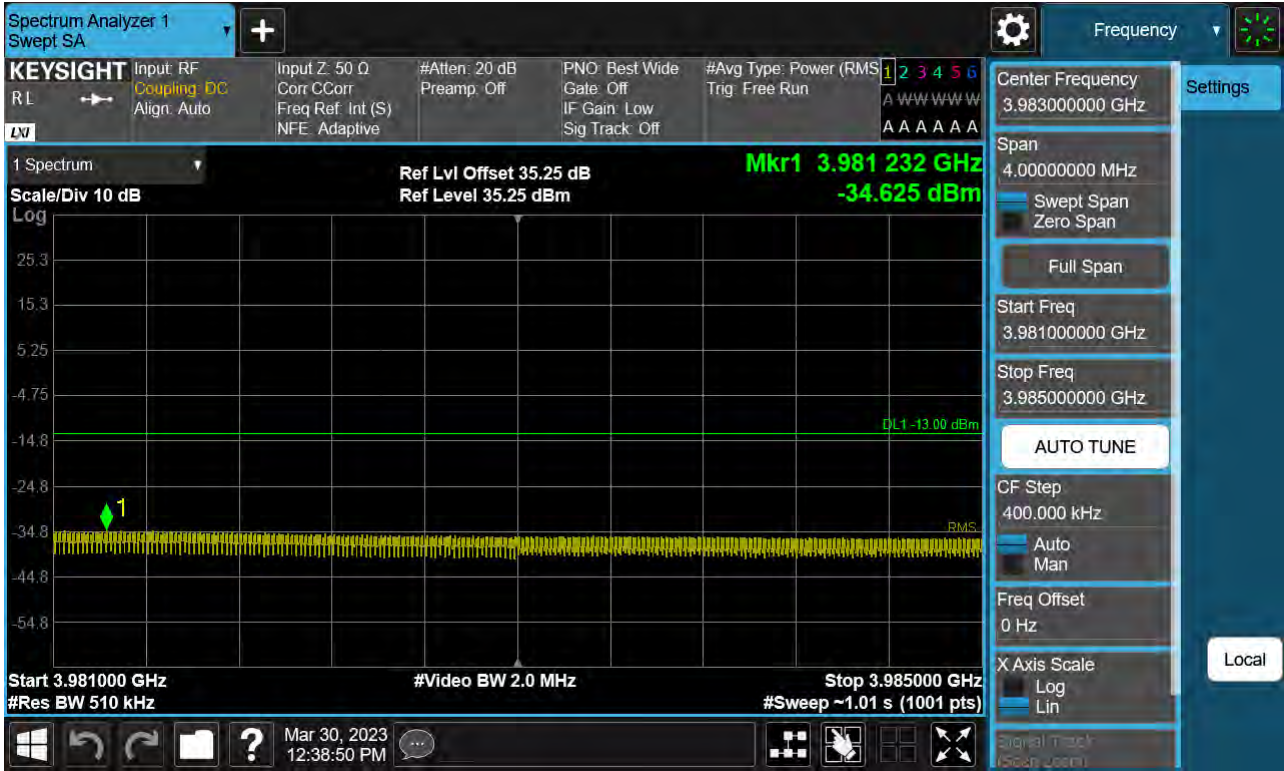 Spectrum Analyzer 1
Swept SA
Frequency
KEYSIGHT
Input: RF
Coupling: DC
Align: Auto
Input Z: 50 Ω
Corr CCorr
Freq Ref: Int (S)
NFE: Adaptive
#Atten: 20 dB
Preamp: Off
PNO: Best Wide
Gate: Off
IF Gain: Low
Sig Track: Off
#Avg Type: Power (RMS
Trig: Free Run
1 2 3 4 5 6
A W W W W W
A A A A A A
R L
LXI
1 Spectrum
Scale/Div 10 dB
Log
Ref Lvl Offset 35.25 dB
Ref Level 35.25 dBm
Mkr1 3.981 232 GHz
-34.625 dBm
25.3
15.3
5.25
-4.75
DL1 -13.00 dBm
-14.8
-24.8
1
-34.8
RMS
-44.8
-54.8
Start 3.981000 GHz
#Res BW 510 kHz
#Video BW 2.0 MHz
Stop 3.985000 GHz
#Sweep ~1.01 s (1001 pts)
Center Frequency
3.983000000 GHz
Settings
Span
4.00000000 MHz
Swept Span
Zero Span
Full Span
Start Freq
3.981000000 GHz
Stop Freq
3.985000000 GHz
AUTO TUNE
CF Step
400.000 kHz
Auto
Man
Freq Offset
0 Hz
X Axis Scale
Log
Lin
Signal Track
(Span Zoom)
Local
?
Mar 30, 2023
12:38:50 PM